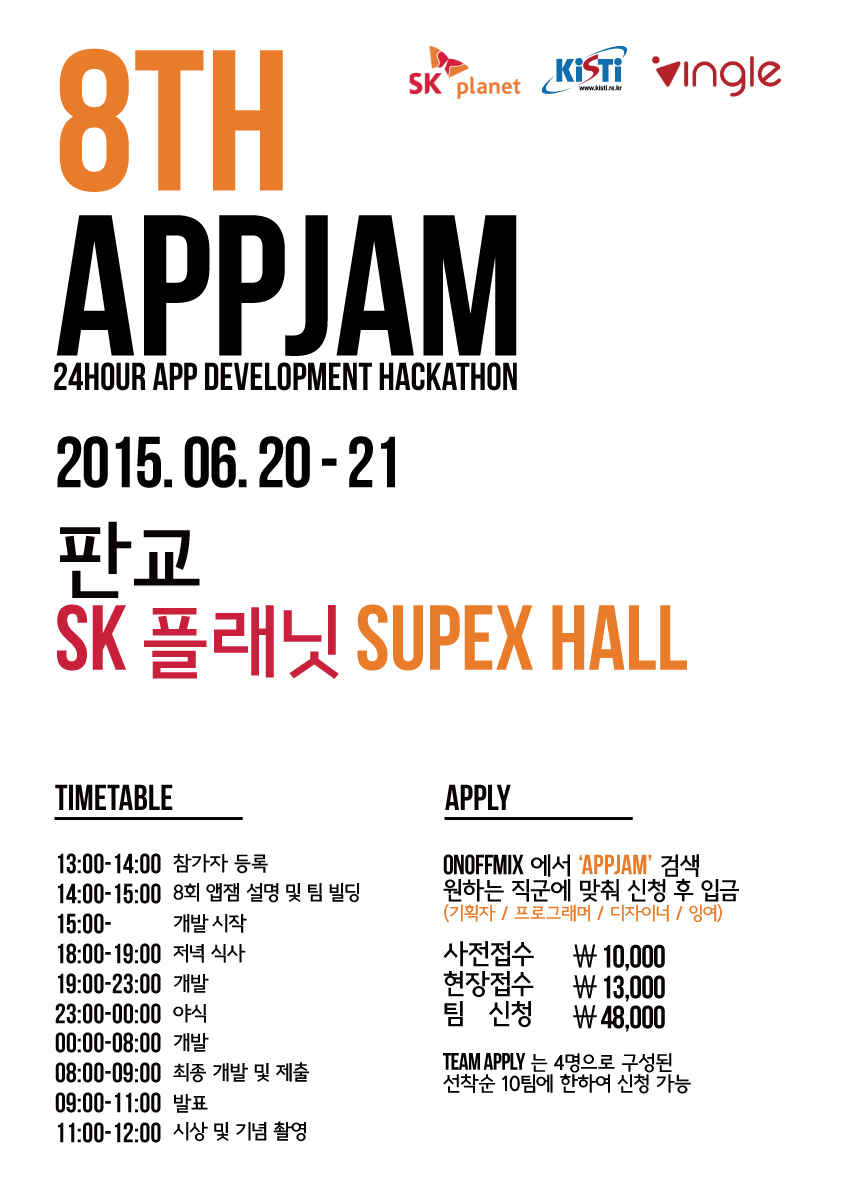 8TH
SK planet
KiSTi
www.kisti.re.kr
vingle
APPJAM
24HOUR APP DEVELOPMENT HACKATHON
2015. 06. 20 - 21
판교
SK 플래닛 SUPEX HALL
TIMETABLE
13:00-14:00 참가자 등록
14:00-15:00 8회 앱잼 설명 및 팀 빌딩
15:00- 개발 시작
18:00-19:00 저녁 식사
19:00-23:00 개발
23:00-00:00 야식
00:00-08:00 개발
08:00-09:00 최종 개발 및 제출
09:00-11:00 발표
11:00-12:00 시상 및 기념 촬영
APPLY
ONOFFMIX 에서 ‘APPJAM’ 검색
원하는 직군에 맞춰 신청 후 입금
(기획자 / 프로그래머 / 디자이너 / 잉여)
사전접수 ₩ 10,000
현장접수 ₩ 13,000
팀 신청 ₩ 48,000
TEAM APPLY 는 4명으로 구성된
선착순 10팀에 한하여 신청 가능